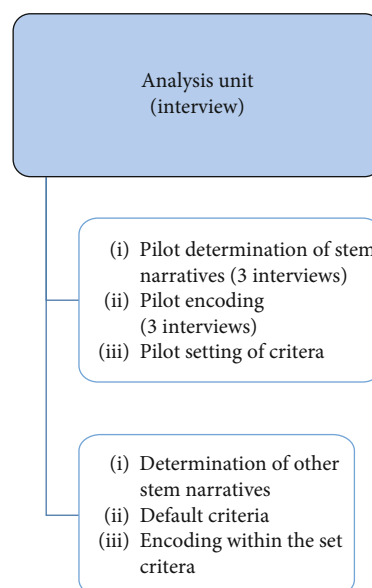 Analysis unit
(interview)
(i) Pilot determination of stem
narratives (3 interviews)
(ii) Pilot encoding
(3 interviews)
(iii) Pilot setting of critera
(i) Determination of other
stem narratives
(ii) Default criteria
(iii) Encoding within the set
critera